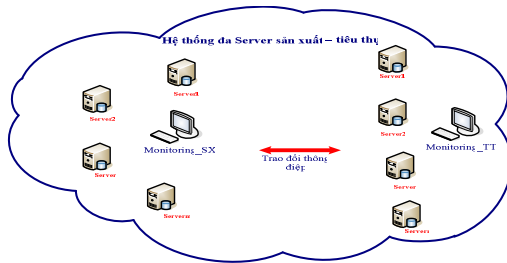 Hệ thống đa Server sản xuất – tiêu thụ
Server1
Server2
Monitoring_SX
Server
Servern
Trao đổi thông
điệp
Server1
Server2
Monitoring_TT
Server